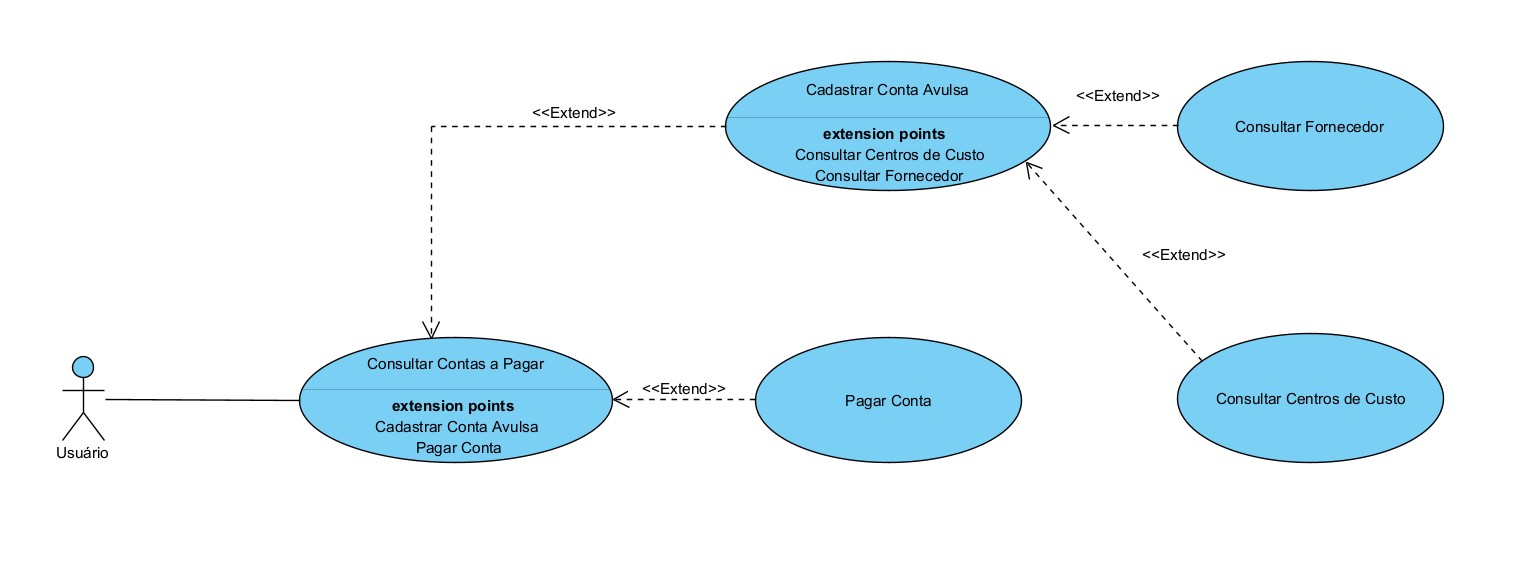 Cadastrar Conta Avulsa
extension points
Consultar Centros de Custo
Consultar Fornecedor
<<Extend>>
<<Extend>>
Consultar Fornecedor
<<Extend>>
Consultar Contas a Pagar
extension points
Cadastrar Conta Avulsa
Pagar Conta
<<Extend>>
Pagar Conta
Consultar Centros de Custo
Usuário